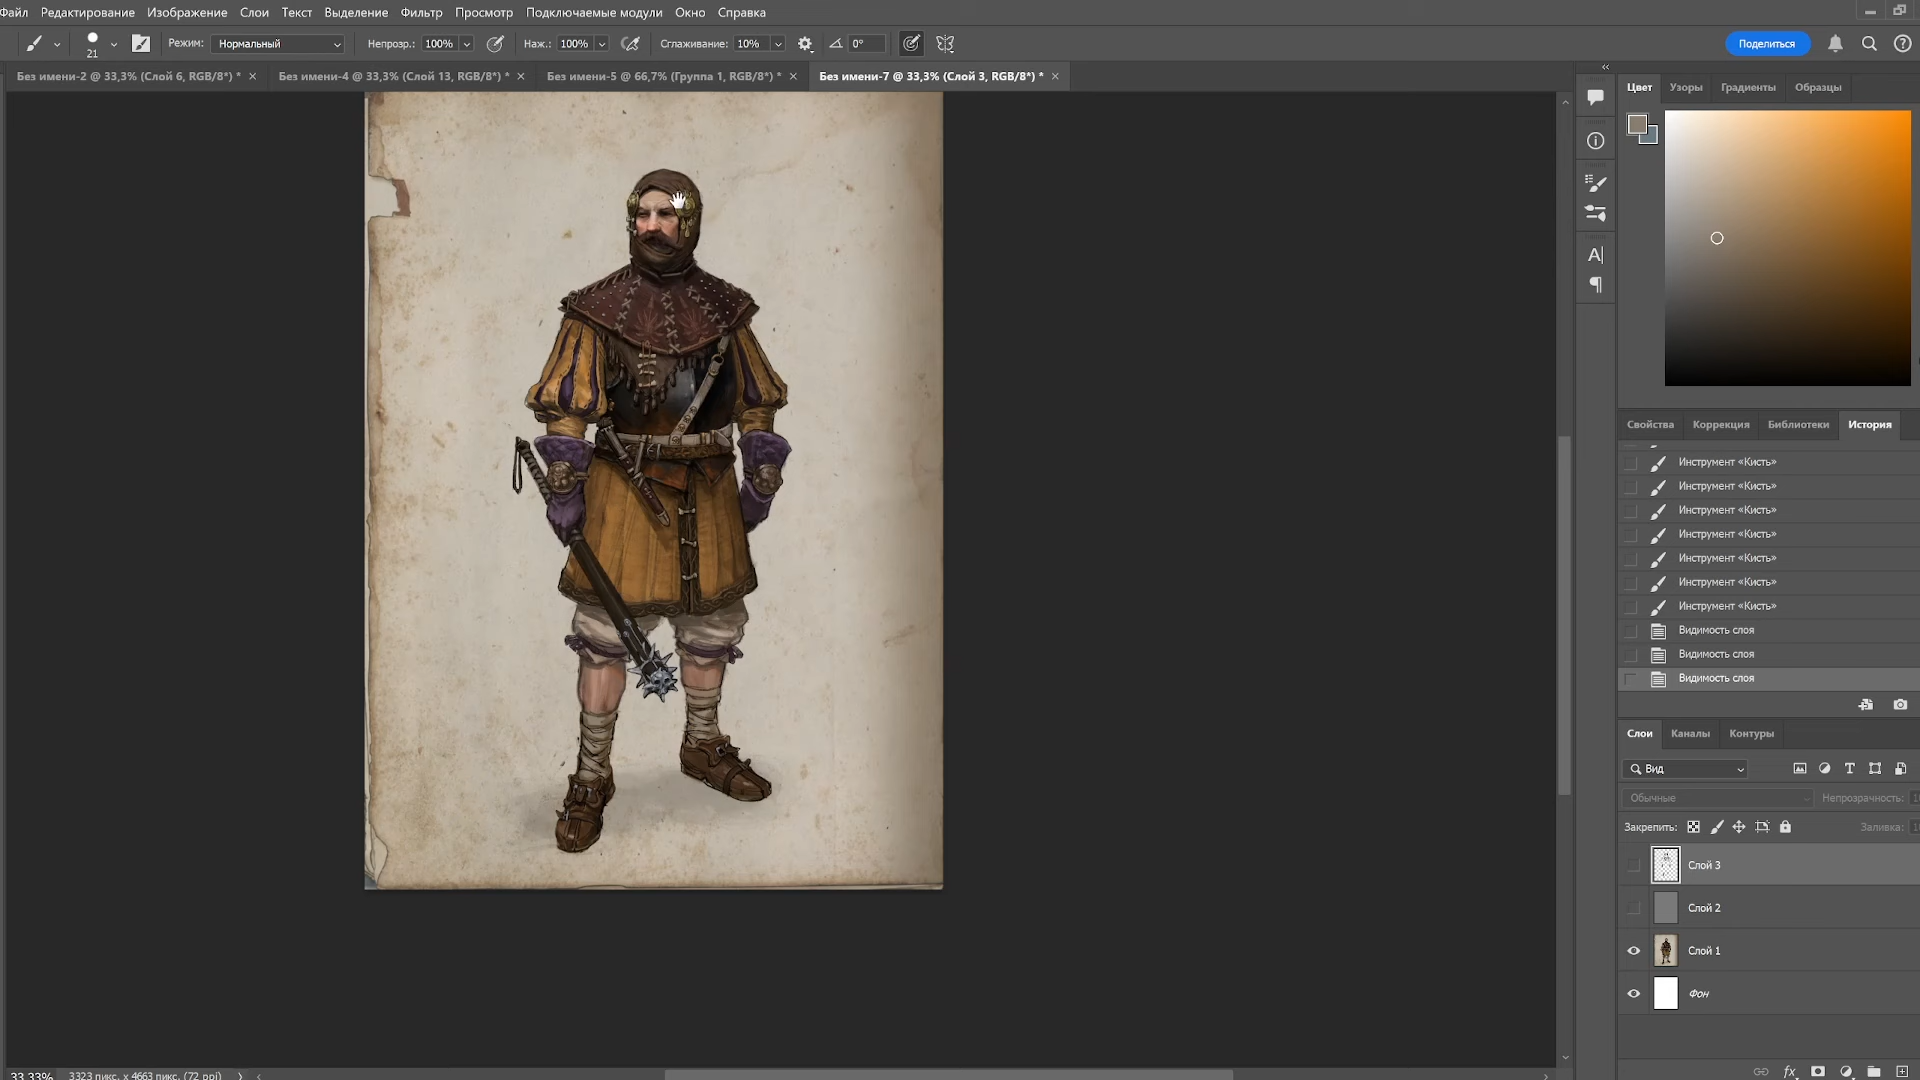 Файл Редактирование Изображение Слои Текст Выделение Фильтр Просмотр Подключаемые модули Окно Справка
21 Режим: Нормальный Непрозр.: 100% Наж.: 100% Сглаживание: 10% 0° Поделиться
Без имени-2 @ 33,3% (Слой 6, RGB/8*) * Без имени-4 @ 33,3% (Слой 13, RGB/8*) * Без имени-5 @ 66,7% (Группа 1, RGB/8*) * Без имени-7 @ 33,3% (Слой 3, RGB/8*) *
Цвет Узоры Градиенты Образцы
Свойства Коррекция Библиотеки История
Инструмент «Кисть»
Инструмент «Кисть»
Инструмент «Кисть»
Инструмент «Кисть»
Инструмент «Кисть»
Инструмент «Кисть»
Инструмент «Кисть»
Видимость слоя
Видимость слоя
Видимость слоя
Слои Каналы Контуры
Вид
Обычные Непрозрачность:
Закрепить: Заливка:
Слой 3
Слой 2
Слой 1
Фон
33,33% 3323 пикс. x 4663 пикс. (72 ppi)